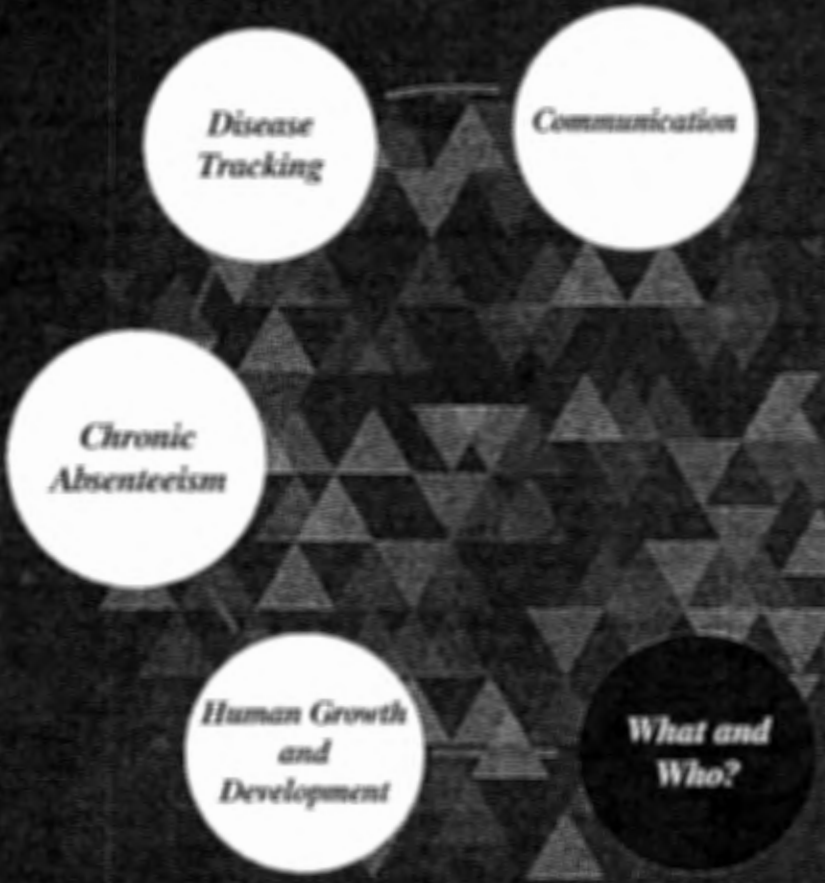 Disease
Tracking
Communication
Chronic
Absenteeism
Human Growth
and
Development
What and
Who?